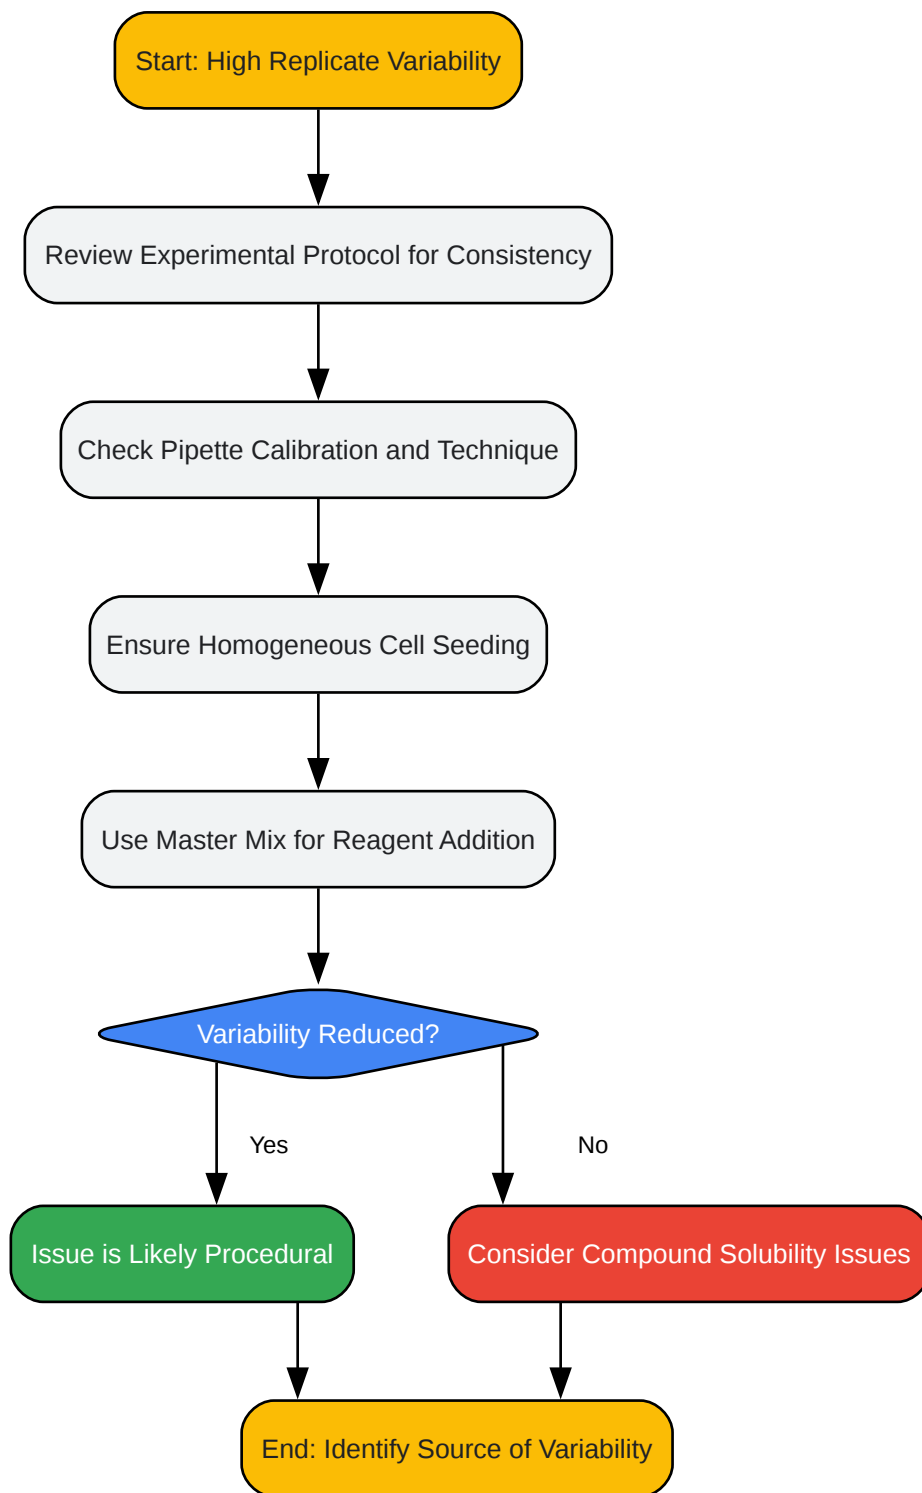 Start: High Replicate Variability
Review Experimental Protocol for Consistency
Check Pipette Calibration and Technique
Ensure Homogeneous Cell Seeding
Use Master Mix for Reagent Addition
Variability Reduced?
Yes
No
Issue is Likely Procedural
Consider Compound Solubility Issues
End: Identify Source of Variability